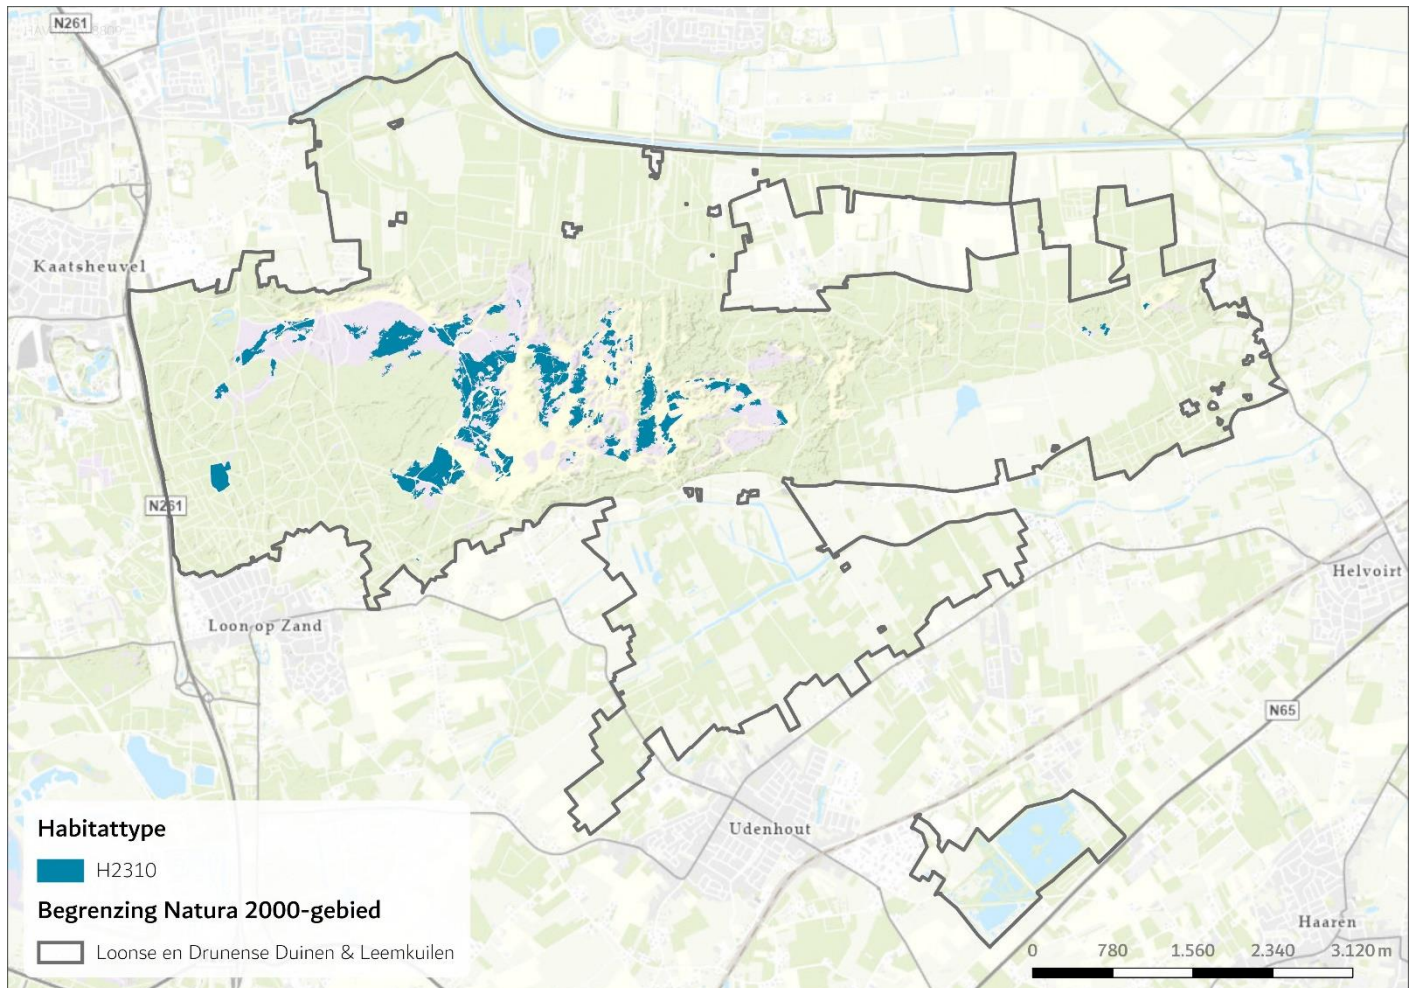 N261
Kaatsheuvel
N261
Loon op Zand
Helvoirt
N65
Udenhout
Haaren
Habitattype
H2310
Begrenzing Natura 2000-gebied
Loonse en Drunense Duinen & Leemkuilen
0 780 1.560 2.340 3.120 m